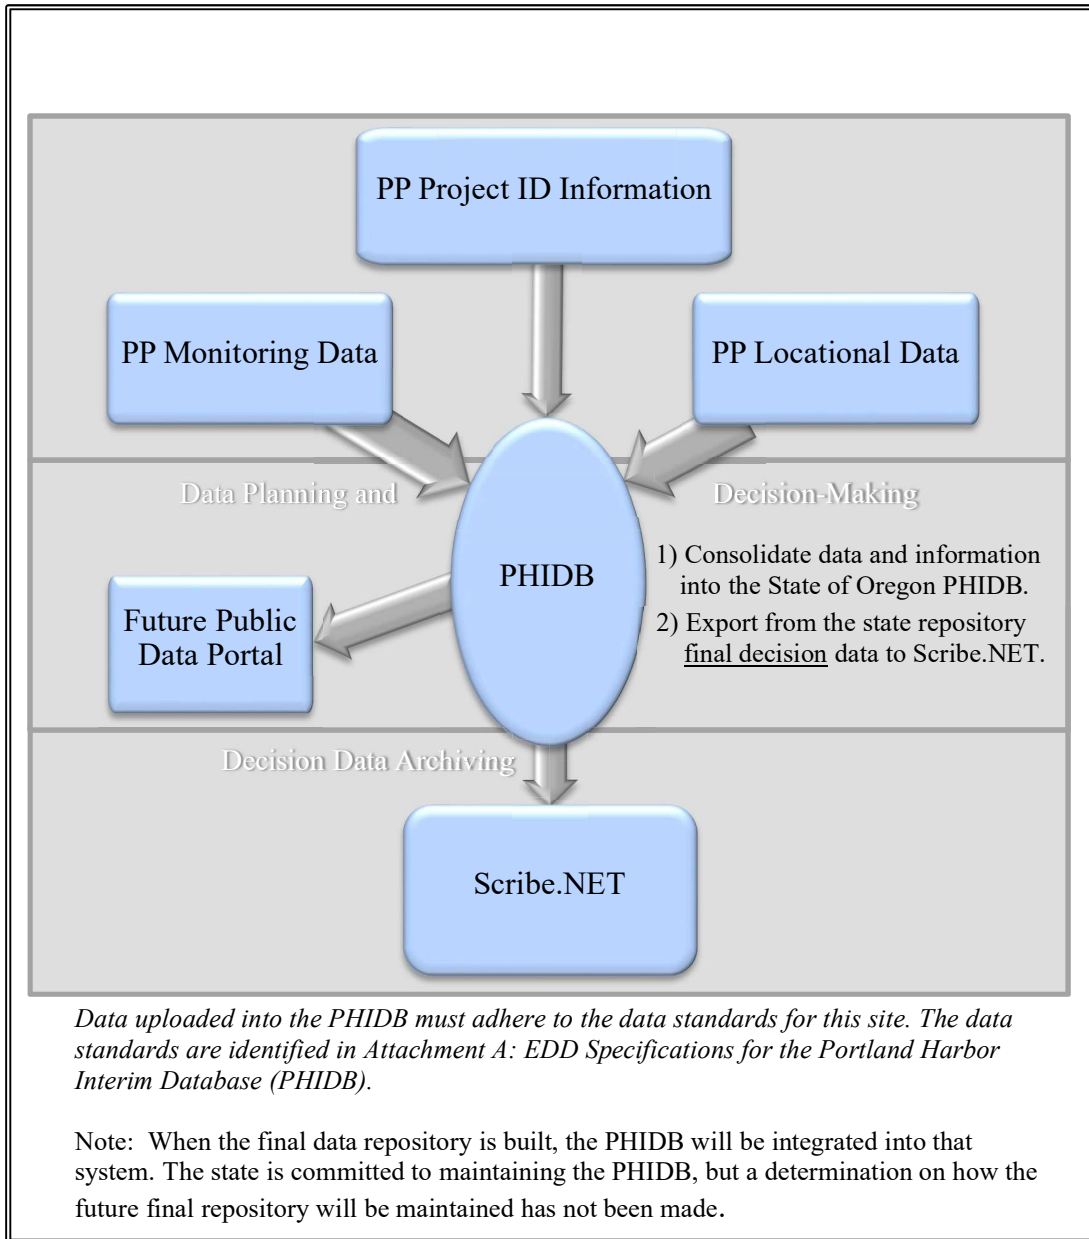 PP Project ID Information
PP Monitoring Data
PP Locational Data
Data Planning and
Decision-Making
PHIDB
1) Consolidate data and information
into the State of Oregon PHIDB.
2) Export from the state repository
final decision data to Scribe.NET.
Future Public
Data Portal
Decision Data Archiving
Scribe.NET
Data uploaded into the PHIDB must adhere to the data standards for this site. The data
standards are identified in Attachment A: EDD Specifications for the Portland Harbor
Interim Database (PHIDB).
Note: When the final data repository is built, the PHIDB will be integrated into that
system. The state is committed to maintaining the PHIDB, but a determination on how the
future final repository will be maintained has not been made.